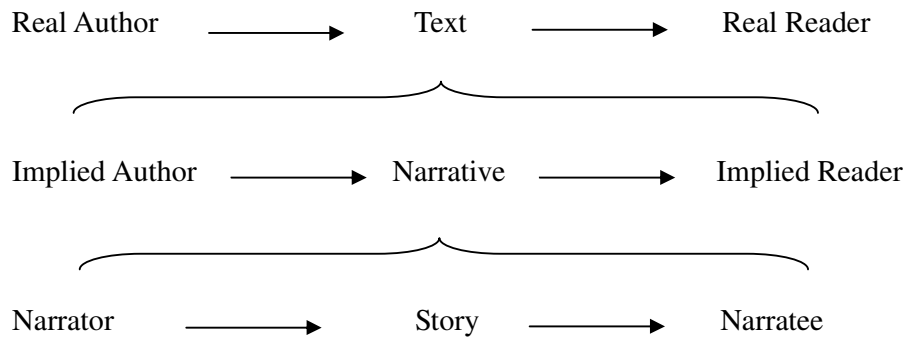 Real Author Text Real Reader
Implied Author Narrative Implied Reader
Narrator Story Narratee